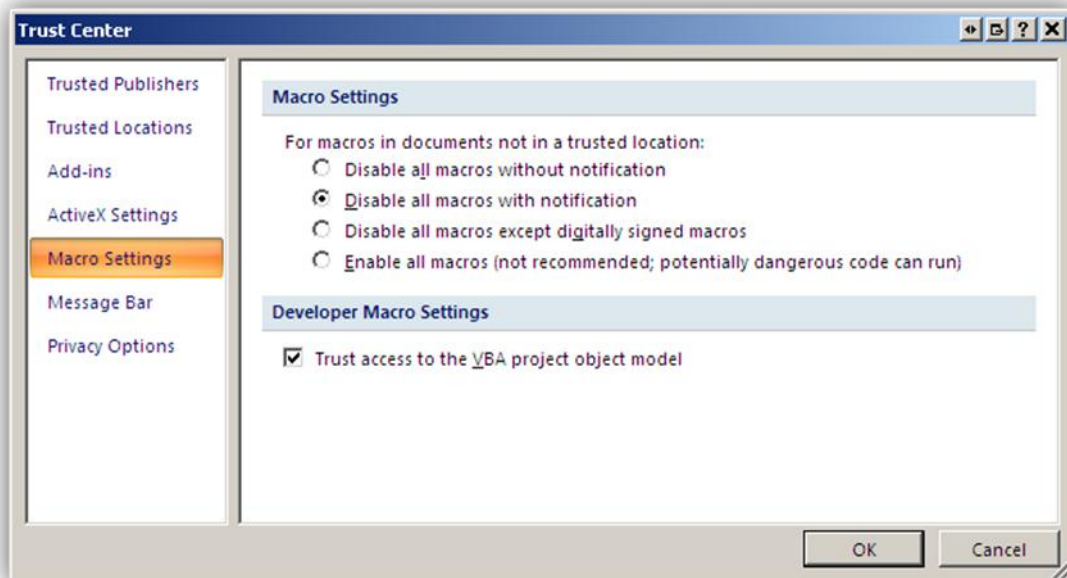 Trust Center
Trusted Publishers
Trusted Locations
Add-ins
ActiveX Settings
Macro Settings
Message Bar
Privacy Options
Macro Settings
For macros in documents not in a trusted location:
Disable all macros without notification
Disable all macros with notification
Disable all macros except digitally signed macros
Enable all macros (not recommended; potentially dangerous code can run)
Developer Macro Settings
Trust access to the VBA project object model
OK
Cancel